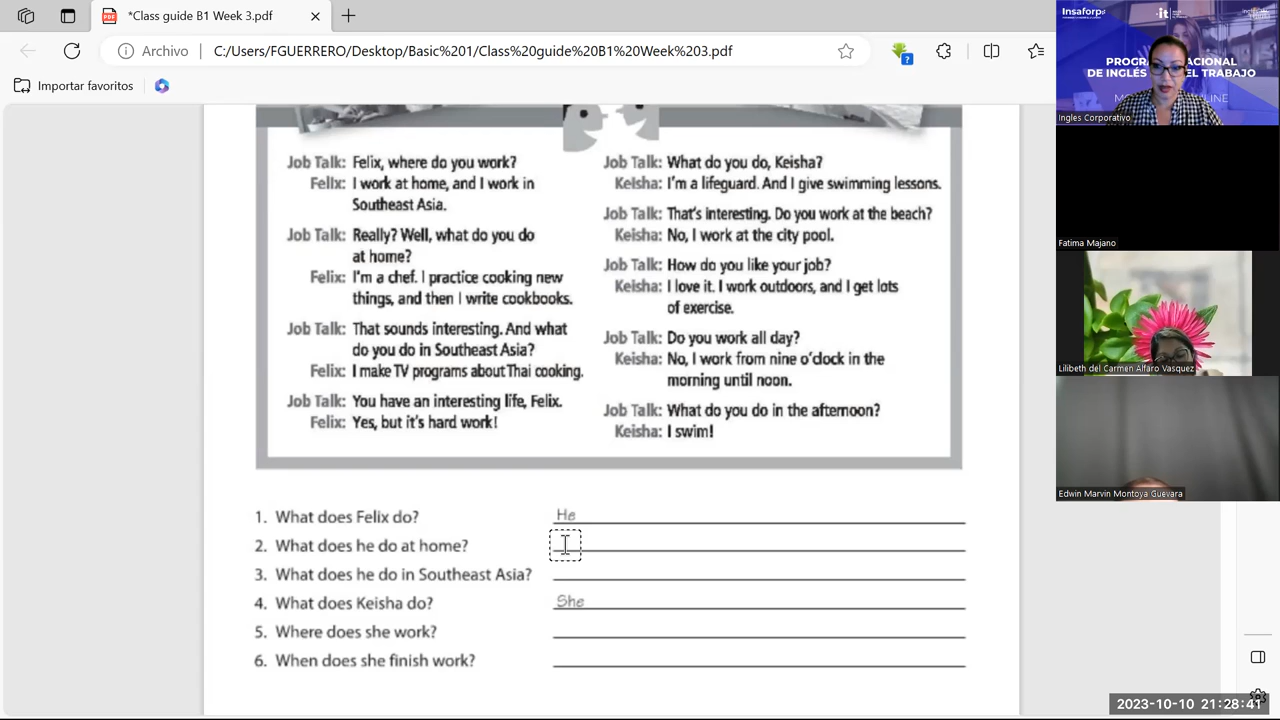 *Class guide B1 Week 3.pdf
Archivo
C:/Users/FGUERRERO/Desktop/Basic%201/Class%20guide%20B1%20Week%203.pdf
Importar favoritos
Job Talk: Felix, where do you work?
Felix: I work at home, and I work in
Southeast Asia.
Job Talk: Really? Well, what do you do
at home?
Felix: I'm a chef. I practice cooking new
things, and then I write cookbooks.
Job Talk: That sounds interesting. And what
do you do in Southeast Asia?
Felix: I make TV programs about Thai cooking.
Job Talk: You have an interesting life, Felix.
Felix: Yes, but it's hard work!
Job Talk: What do you do, Keisha?
Keisha: I'm a lifeguard. And I give swimming lessons.
Job Talk: That's interesting. Do you work at the beach?
Keisha: No, I work at the city pool.
Job Talk: How do you like your job?
Keisha: I love it. I work outdoors, and I get lots
of exercise.
Job Talk: Do you work all day?
Keisha: No, I work from nine o'clock in the
morning until noon.
Job Talk: What do you do in the afternoon?
Keisha: I swim!
1. What does Felix do? He
2. What does he do at home?
3. What does he do in Southeast Asia?
4. What does Keisha do? She
5. Where does she work?
6. When does she finish work?
Insaforp
Ingles Corporativo
Fatima Majano
Lilibeth del Carmen Alfaro Vasquez
Edwin Marvin Montoya Guevara
2023-10-10 21:28:41